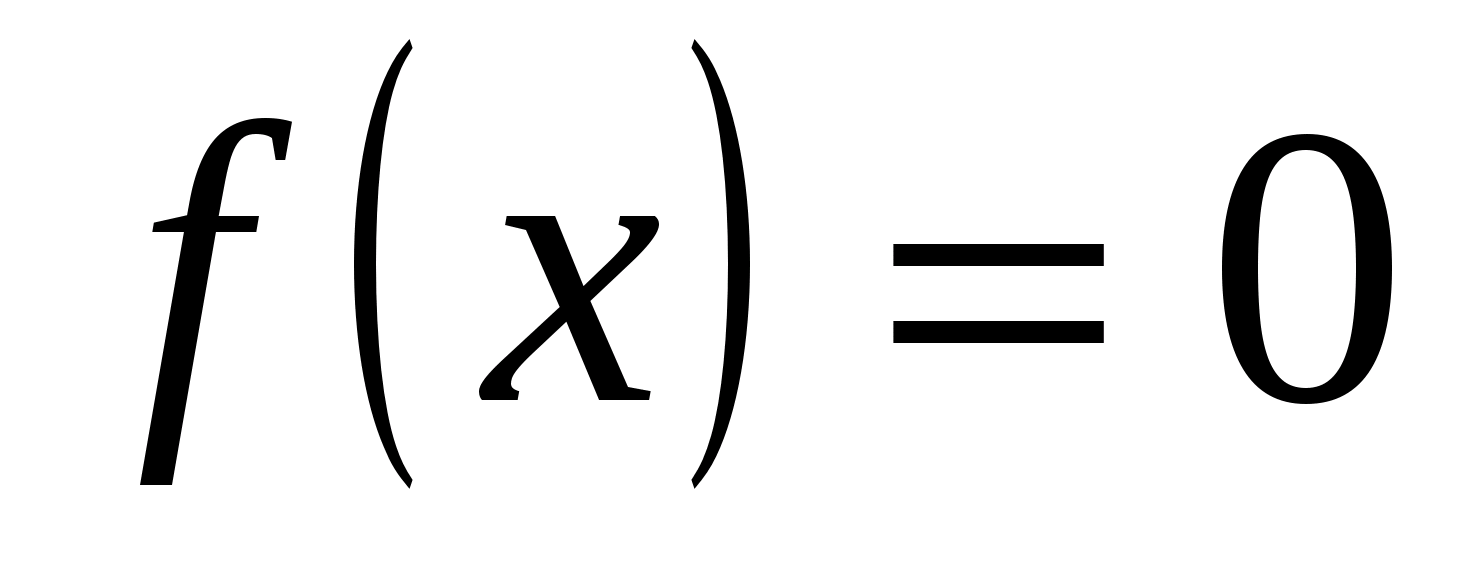 f(x) = 0